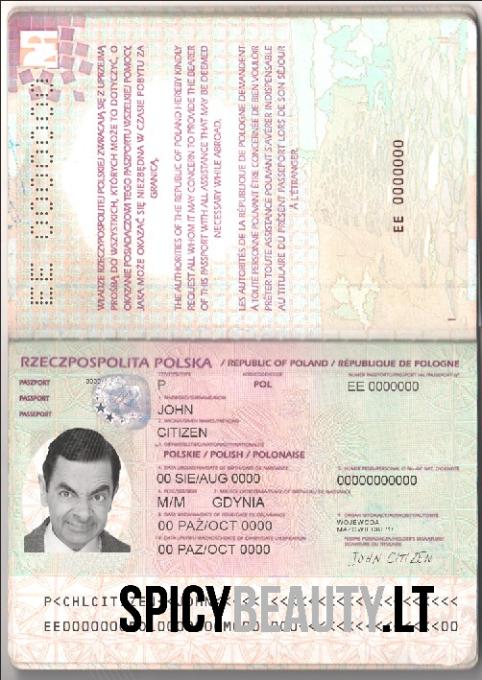 EE 0000000
WŁADZE RZECZYPOSPOLITEJ POLSKIEJ ZWRACAJĄ SIĘ Z UPRZEJMĄ
PROŚBĄ DO WSZYSTKICH, KTÓRYCH MOŻE TO DOTYCZYĆ, O
OKAZANIE POSIADACZOWI TEGO PASZPORTU WSZELKIEJ POMOCY,
JAKA MOŻE OKAZAĆ SIĘ NIEZBĘDNA W CZASIE POBYTU ZA
GRANICĄ.
THE AUTHORITIES OF THE REPUBLIC OF POLAND HEREBY KINDLY
REQUEST ALL WHOM IT MAY CONCERN TO PROVIDE THE BEARER
OF THIS PASSPORT WITH ALL ASSISTANCE THAT MAY BE DEEMED
NECESSARY WHILE ABROAD.
LES AUTORITÉS DE LA RÉPUBLIQUE DE POLOGNE DEMANDENT
À TOUTE PERSONNE POUVANT ÊTRE CONCERNÉE DE BIEN VOULOIR
PRÊTER TOUTE ASSISTANCE POUVANT S'AVÉRER INDISPENSABLE
AU TITULAIRE DU PRÉSENT PASSEPORT LORS DE SON SÉJOUR
À L'ÉTRANGER.
EE 0000000
RZECZPOSPOLITA POLSKA / REPUBLIC OF POLAND / RÉPUBLIQUE DE POLOGNE
PASZPORT
PASSPORT
PASSEPORT
P POL EE 0000000
JOHN
CITIZEN
POLSKIE / POLISH / POLONAISE
00 SIE/AUG 0000 00000000000
M/M GDYNIA
00 PAŹ/OCT 0000
WOJEWODA
00 PAZ/OCT 0000
JOHN CITIZEN
SPICYBEAUTY.LT